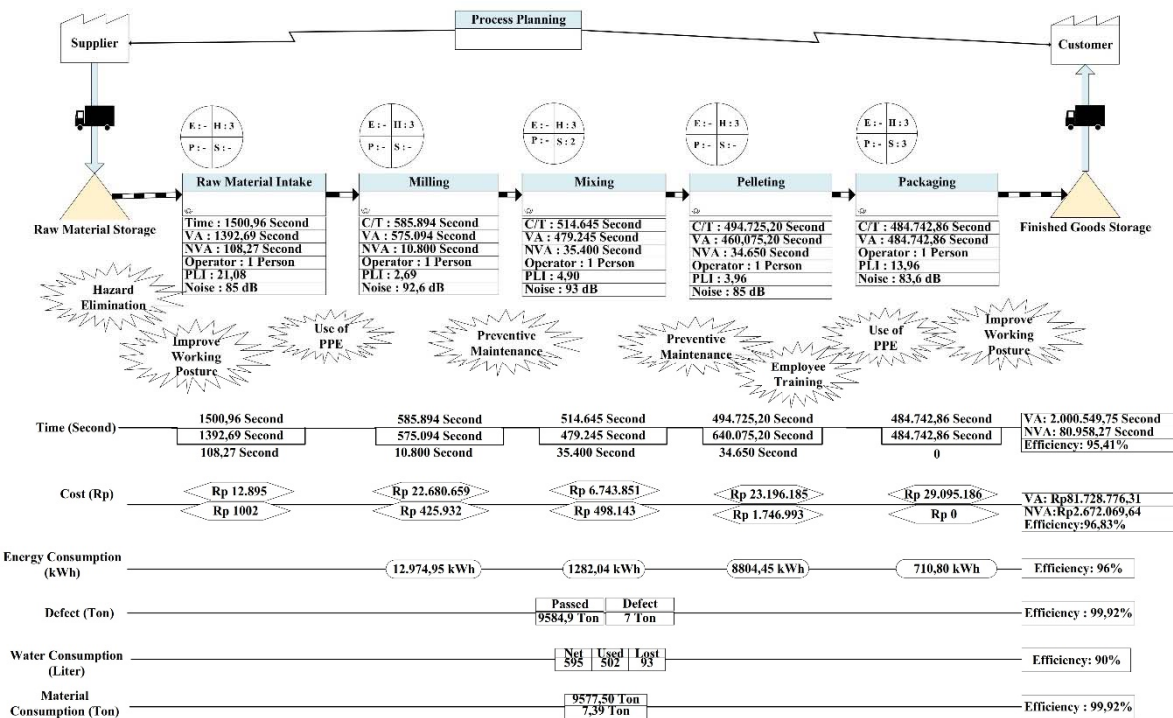 Process Planning
Supplier
Customer
E : - H : 3
P : - S : -
E : - H : 3
P : - S : -
E : - H : 3
P : - S : 2
E : - H : 3
P : - S : -
E : - H : 3
P : - S : 3
Raw Material Storage
Raw Material Intake
Time : 1500,96 Second
VA : 1392,69 Second
NVA : 108,27 Second
Operator : 1 Person
PLI : 21,08
Noise : 85 dB
Milling
C/T : 585.894 Second
VA : 575.094 Second
NVA : 10.800 Second
Operator : 1 Person
PLI : 2,69
Noise : 92,6 dB
Mixing
C/T : 514.645 Second
VA : 479.245 Second
NVA : 35.400 Second
Operator : 1 Person
PLI : 4,90
Noise : 93 dB
Pelleting
C/T : 494.725,20 Second
VA : 460,075,20 Second
NVA : 34.650 Second
Operator : 1 Person
PLI : 3,96
Noise : 85 dB
Packaging
C/T : 484.742,86 Second
VA : 484.742,86 Second
Operator : 1 Person
PLI : 13,96
Noise : 83,6 dB
Finished Goods Storage
Hazard
Elimination
Improve
Working
Posture
Use of
PPE
Preventive
Maintenance
Preventive
Maintenance
Employee
Training
Use of
PPE
Improve
Working
Posture
Time (Second)
1500,96 Second
1392,69 Second
108,27 Second
585.894 Second
575.094 Second
10.800 Second
514.645 Second
479.245 Second
35.400 Second
494.725,20 Second
640.075,20 Second
34.650 Second
484.742,86 Second
484.742,86 Second
0
VA: 2.000.549,75 Second
NVA: 80.958,27 Second
Efficiency: 95,41%
Cost (Rp)
Rp 12.895
Rp 1002
Rp 22.680.659
Rp 425.932
Rp 6.743.851
Rp 498.143
Rp 23.196.185
Rp 1.746.993
Rp 29.095.186
Rp 0
VA: Rp81.728.776,31
NVA:Rp2.672.069,64
Efficiency:96,83%
Energy Consumption
(kWh)
12.974,95 kWh
1282,04 kWh
8804,45 kWh
710,80 kWh
Efficiency: 96%
Defect (Ton)
Passed Defect
9584,9 Ton 7 Ton
Efficiency : 99,92%
Water Consumption
(Liter)
Net Used Lost
595 502 93
Efficiency: 90%
Material
Consumption (Ton)
9577,50 Ton
7,39 Ton
Efficiency : 99,92%